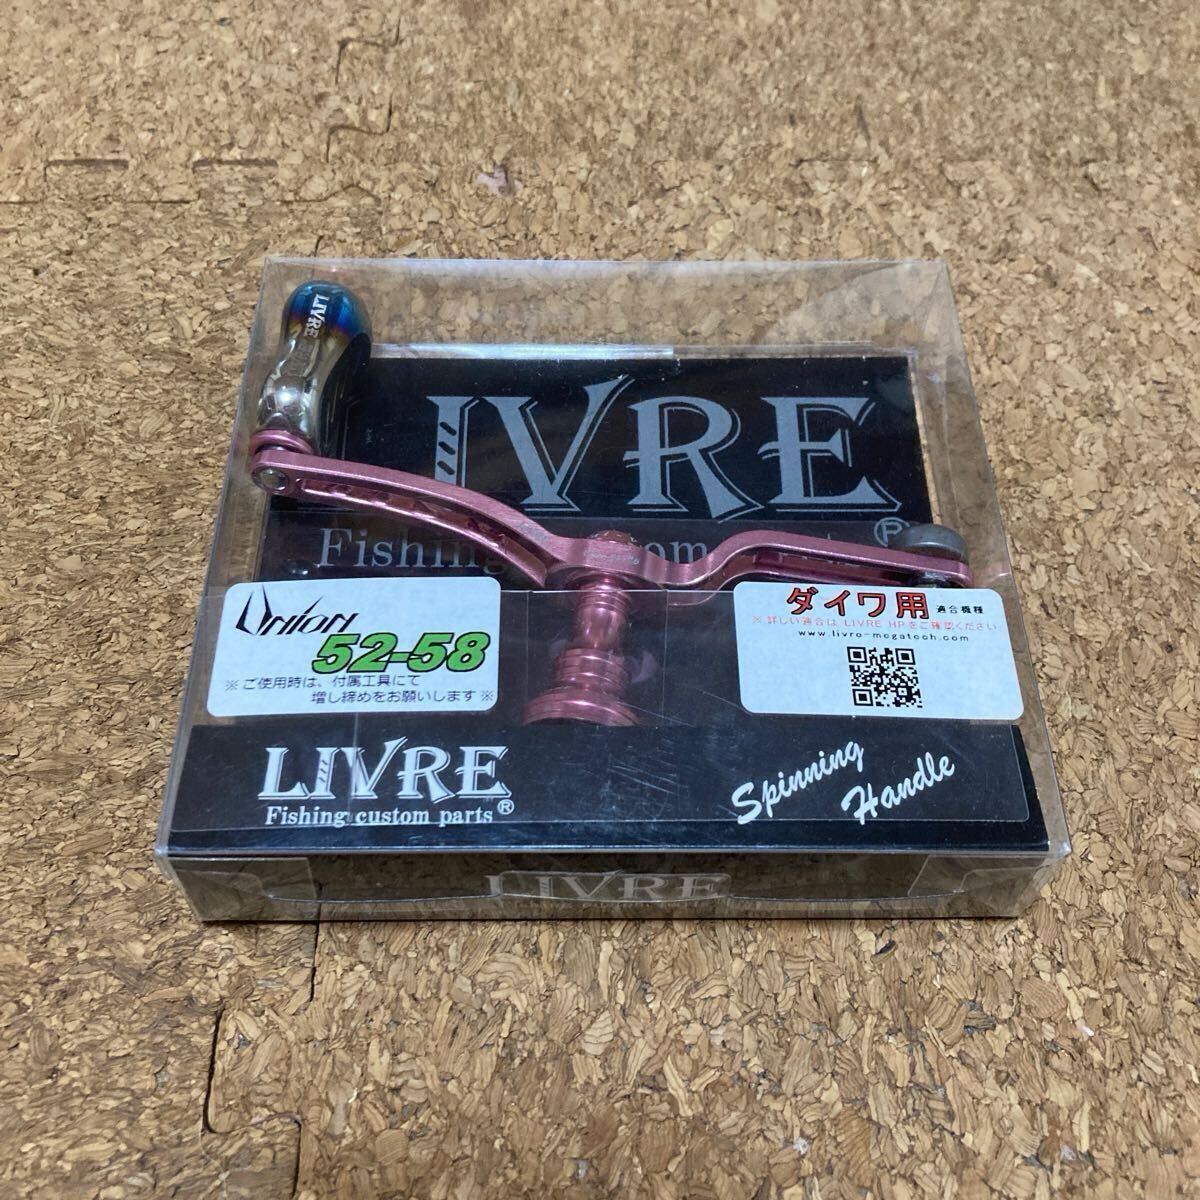 LIVRE
LIVRE
Fishing
om
R
UNION
52-58
※ご使用時は、付属工具にて
増し締めをお願いします※
ダイワ用 適合機種
※詳しい適合は LIVRE HPをご確認ください
www.livre-megatech.com
LIVRE
Fishing custom parts®
Spinning
Handle
LIVRE